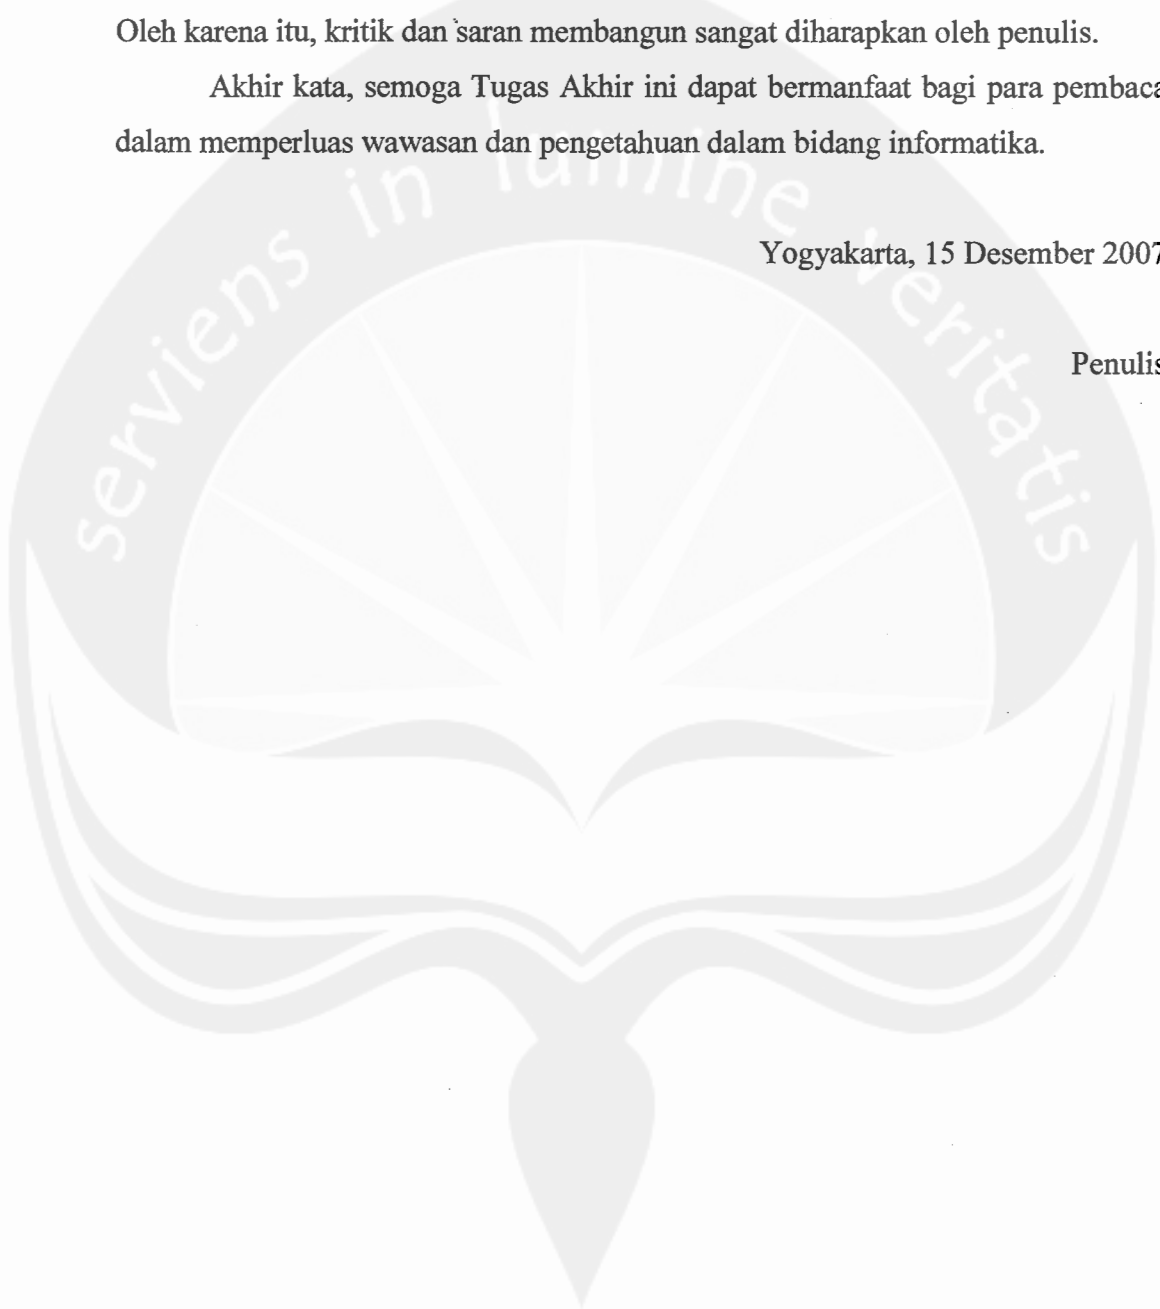 Oleh karena itu, kritik dan saran membangun sangat diharapkan oleh penulis.
Akhir kata, semoga Tugas Akhir ini dapat bermanfaat bagi para pembaca
dalam memperluas wawasan dan pengetahuan dalam bidang informatika.
Yogyakarta, 15 Desember 2007
Penulis
serviens in lumine veritatis